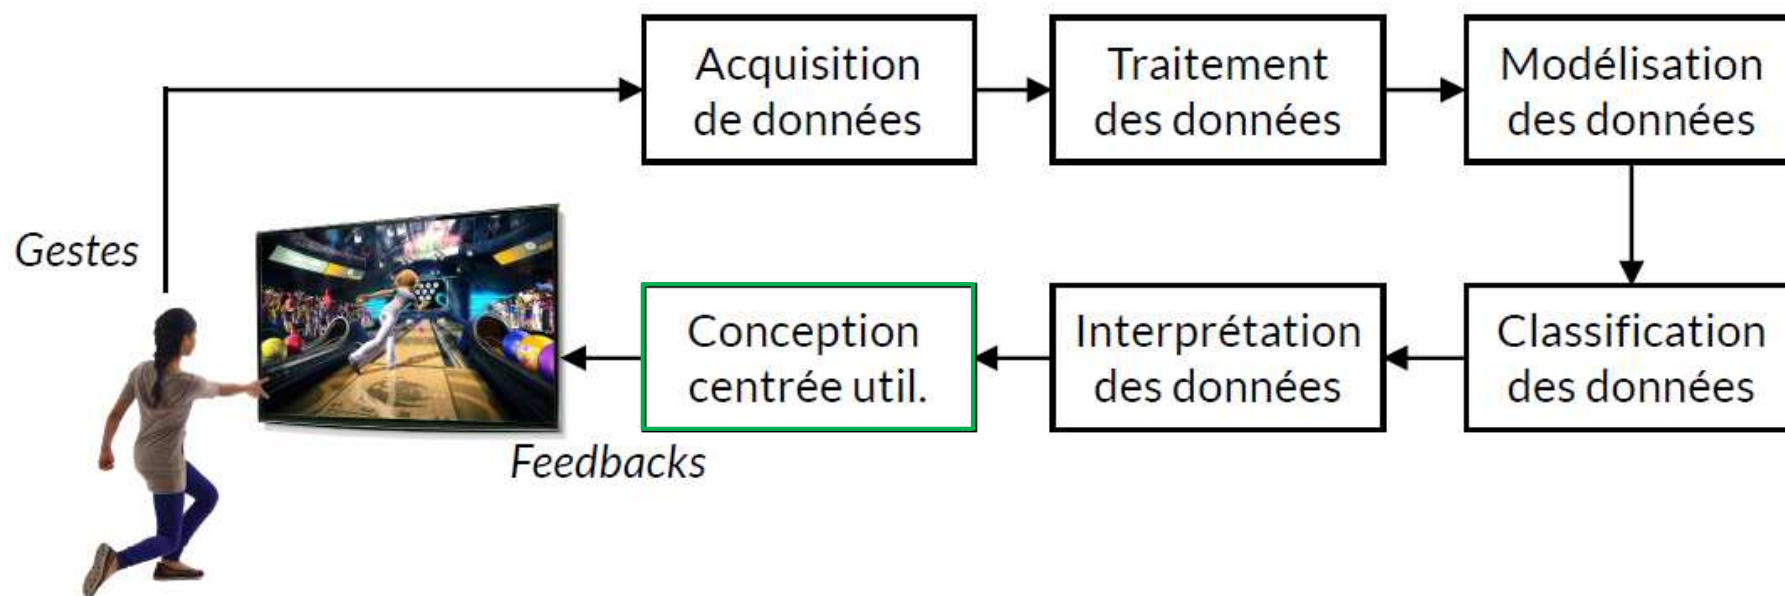 Acquisition
de données
Traitement
des données
Modélisation
des données
Gestes
Conception
centrée util.
Interprétation
des données
Classification
des données
Feedbacks